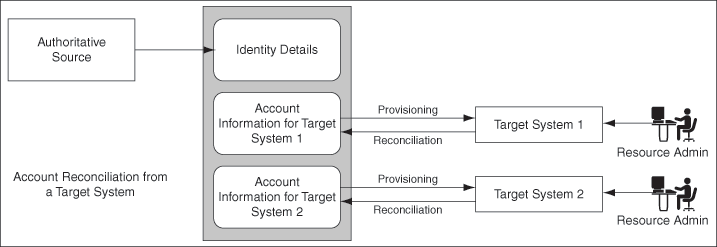 Authoritative
Source
Identity Details
Account
Information for Target
System 1
Provisioning
Reconciliation
Target System 1
Resource Admin
Account Reconciliation from
a Target System
Account
Information for Target
System 2
Provisioning
Reconciliation
Target System 2
Resource Admin